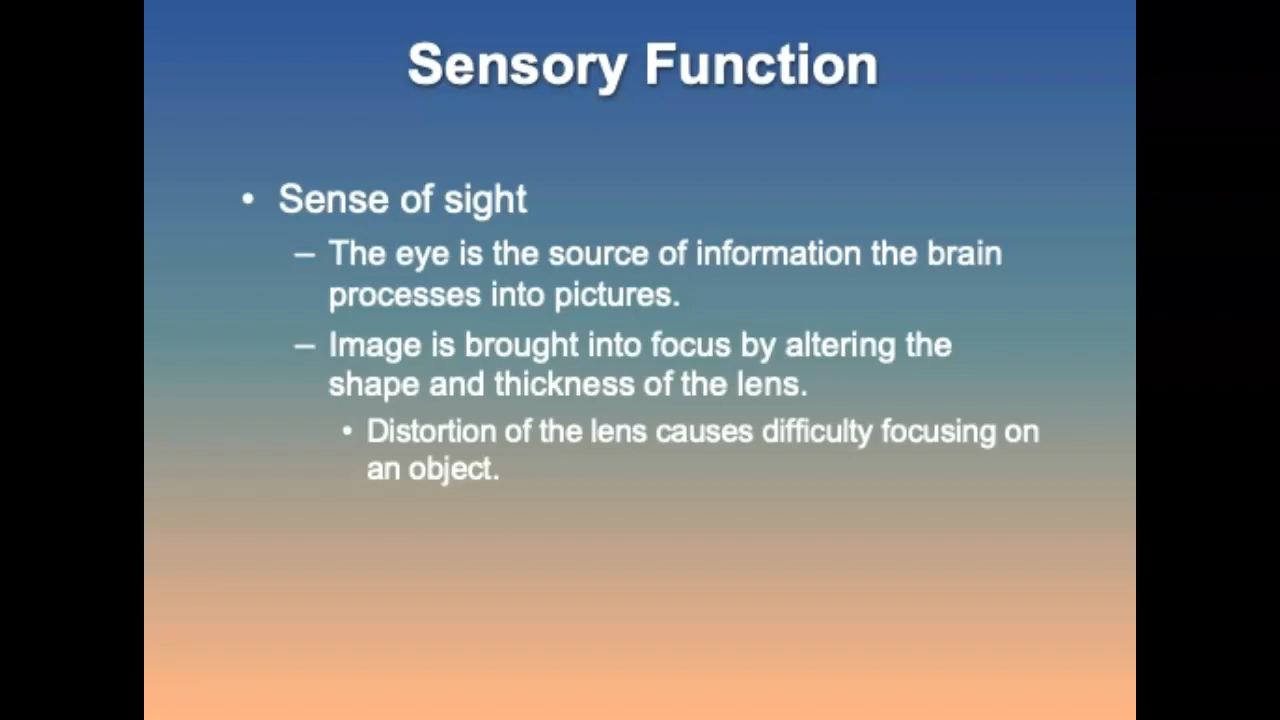 Sensory Function
• Sense of sight
– The eye is the source of information the brain
processes into pictures.
– Image is brought into focus by altering the
shape and thickness of the lens.
• Distortion of the lens causes difficulty focusing on
an object.